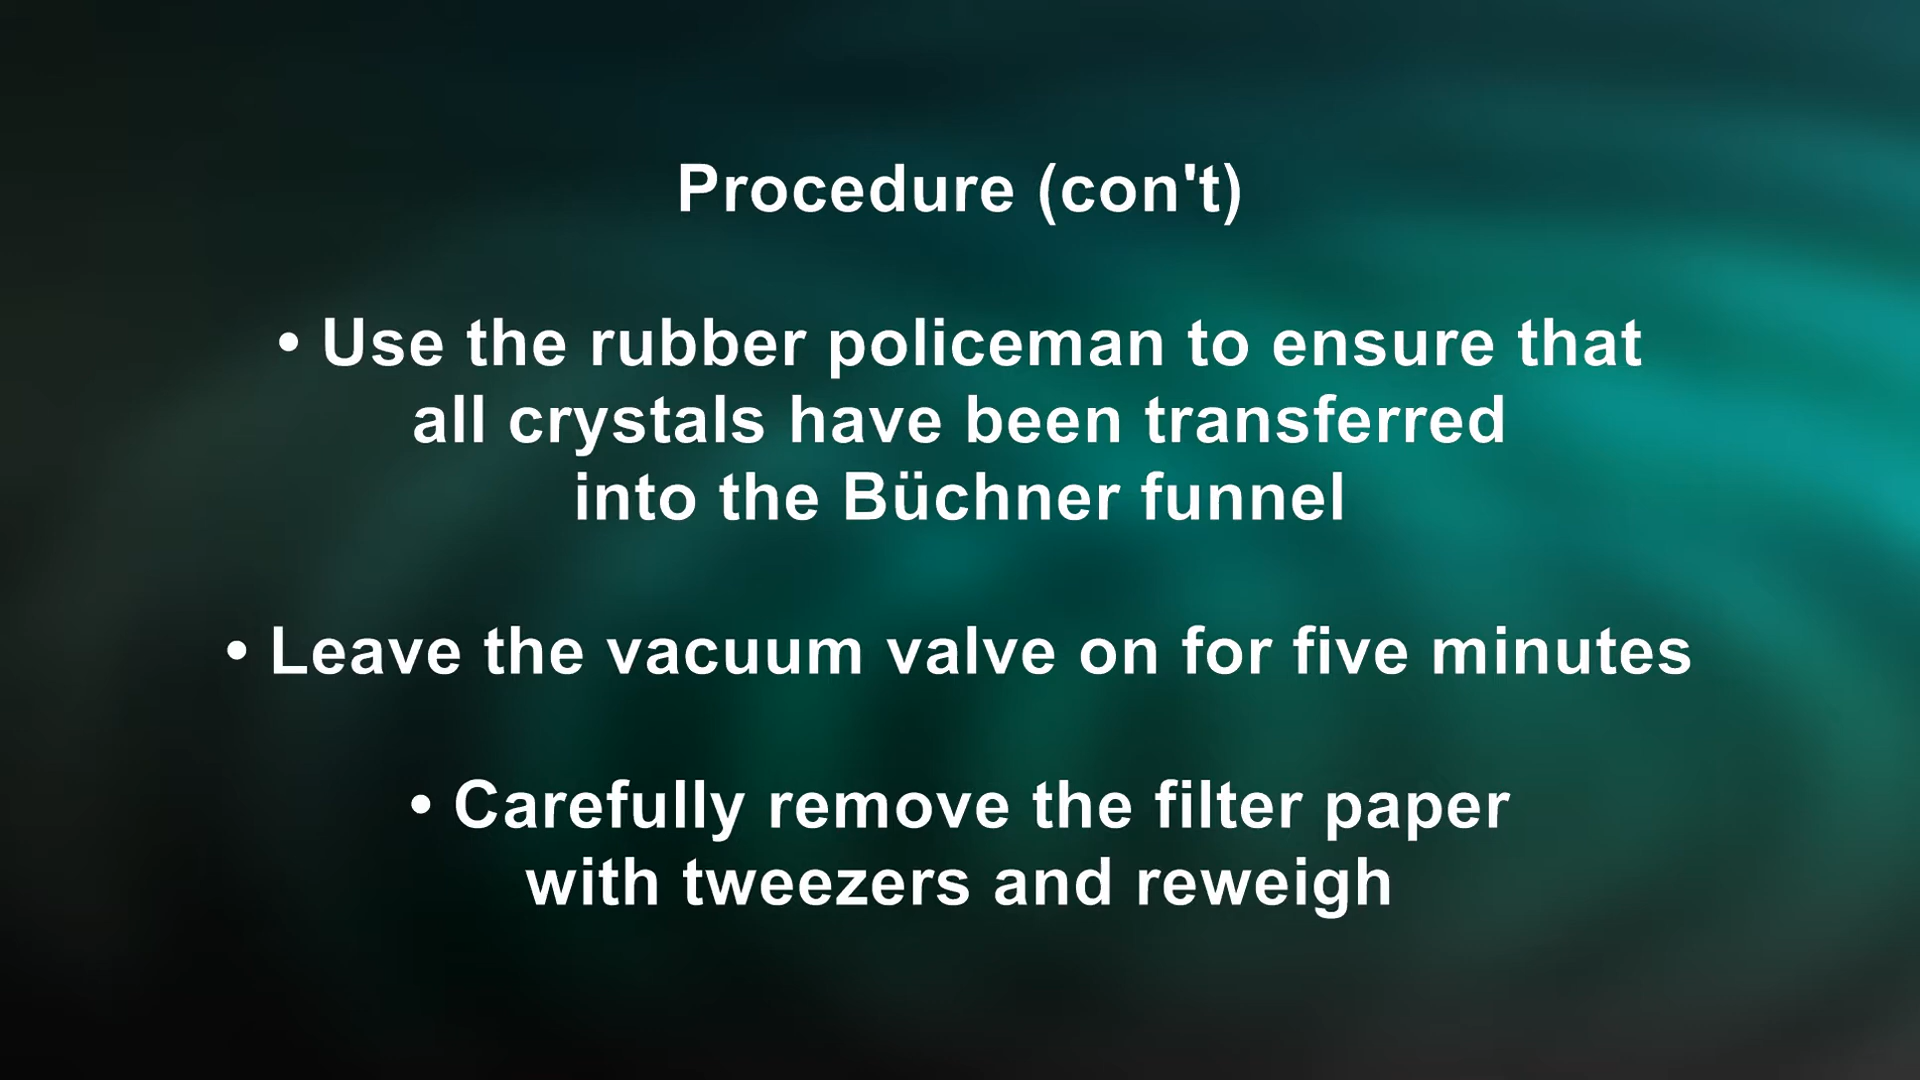 Procedure (con't)
• Use the rubber policeman to ensure that
all crystals have been transferred
into the Büchner funnel
• Leave the vacuum valve on for five minutes
• Carefully remove the filter paper
with tweezers and reweigh